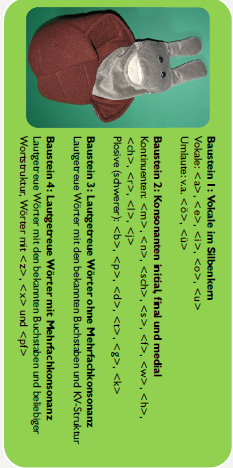 Baustein 1: Vokale im Silbenkern
Vokale: <a>, <e>, <i>, <o>, <u>
Umlaute: v.a. <ö>, <ü>
Baustein 2: Konsonanten initial, final und medial
Kontinuenten: <m>, <n>, <sch>, <s>, <f>, <w>, <h>,
<ch>, <r>, <l>, <j>
Plosive (schwerer): <b>, <p>, <d>, <t>, <g>, <k>
Baustein 3: Lautgetreue Wörter ohne Mehrfachkonsonanz
Lautgetreue Wörter mit den bekannten Buchstaben und KV-Struktur
Baustein 4: Lautgetreue Wörter mit Mehrfachkonsonanz
Lautgetreue Wörter mit den bekannten Buchstaben und beliebiger
Wortstruktur, Wörter mit <z>, <x> und <pf>